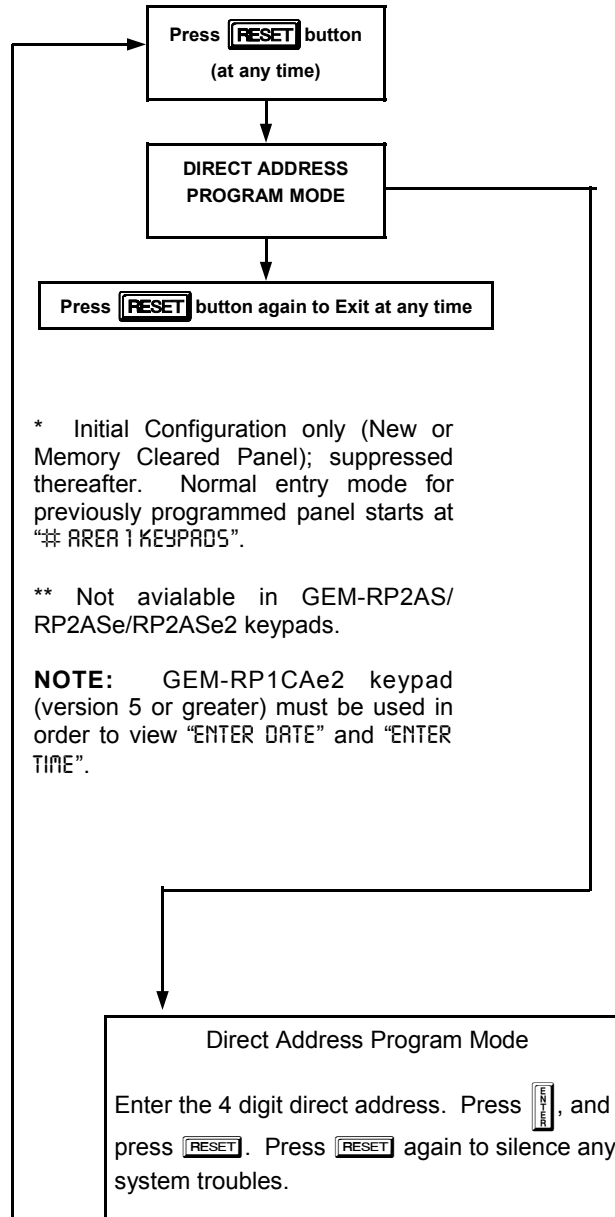 Press RESET button
(at any time)
DIRECT ADDRESS
PROGRAM MODE
Press RESET button again to Exit at any time
* Initial Configuration only (New or
Memory Cleared Panel); suppressed
thereafter. Normal entry mode for
previously programmed panel starts at
“# AREA 1 KEYPADS”.
** Not avialable in GEM-RP2AS/
RP2ASe/RP2ASe2 keypads.
NOTE: GEM-RP1CAe2 keypad
(version 5 or greater) must be used in
order to view “ENTER DATE” and “ENTER
TIME”.
Direct Address Program Mode
Enter the 4 digit direct address. Press ENTER, and
press RESET. Press RESET again to silence any
system troubles.